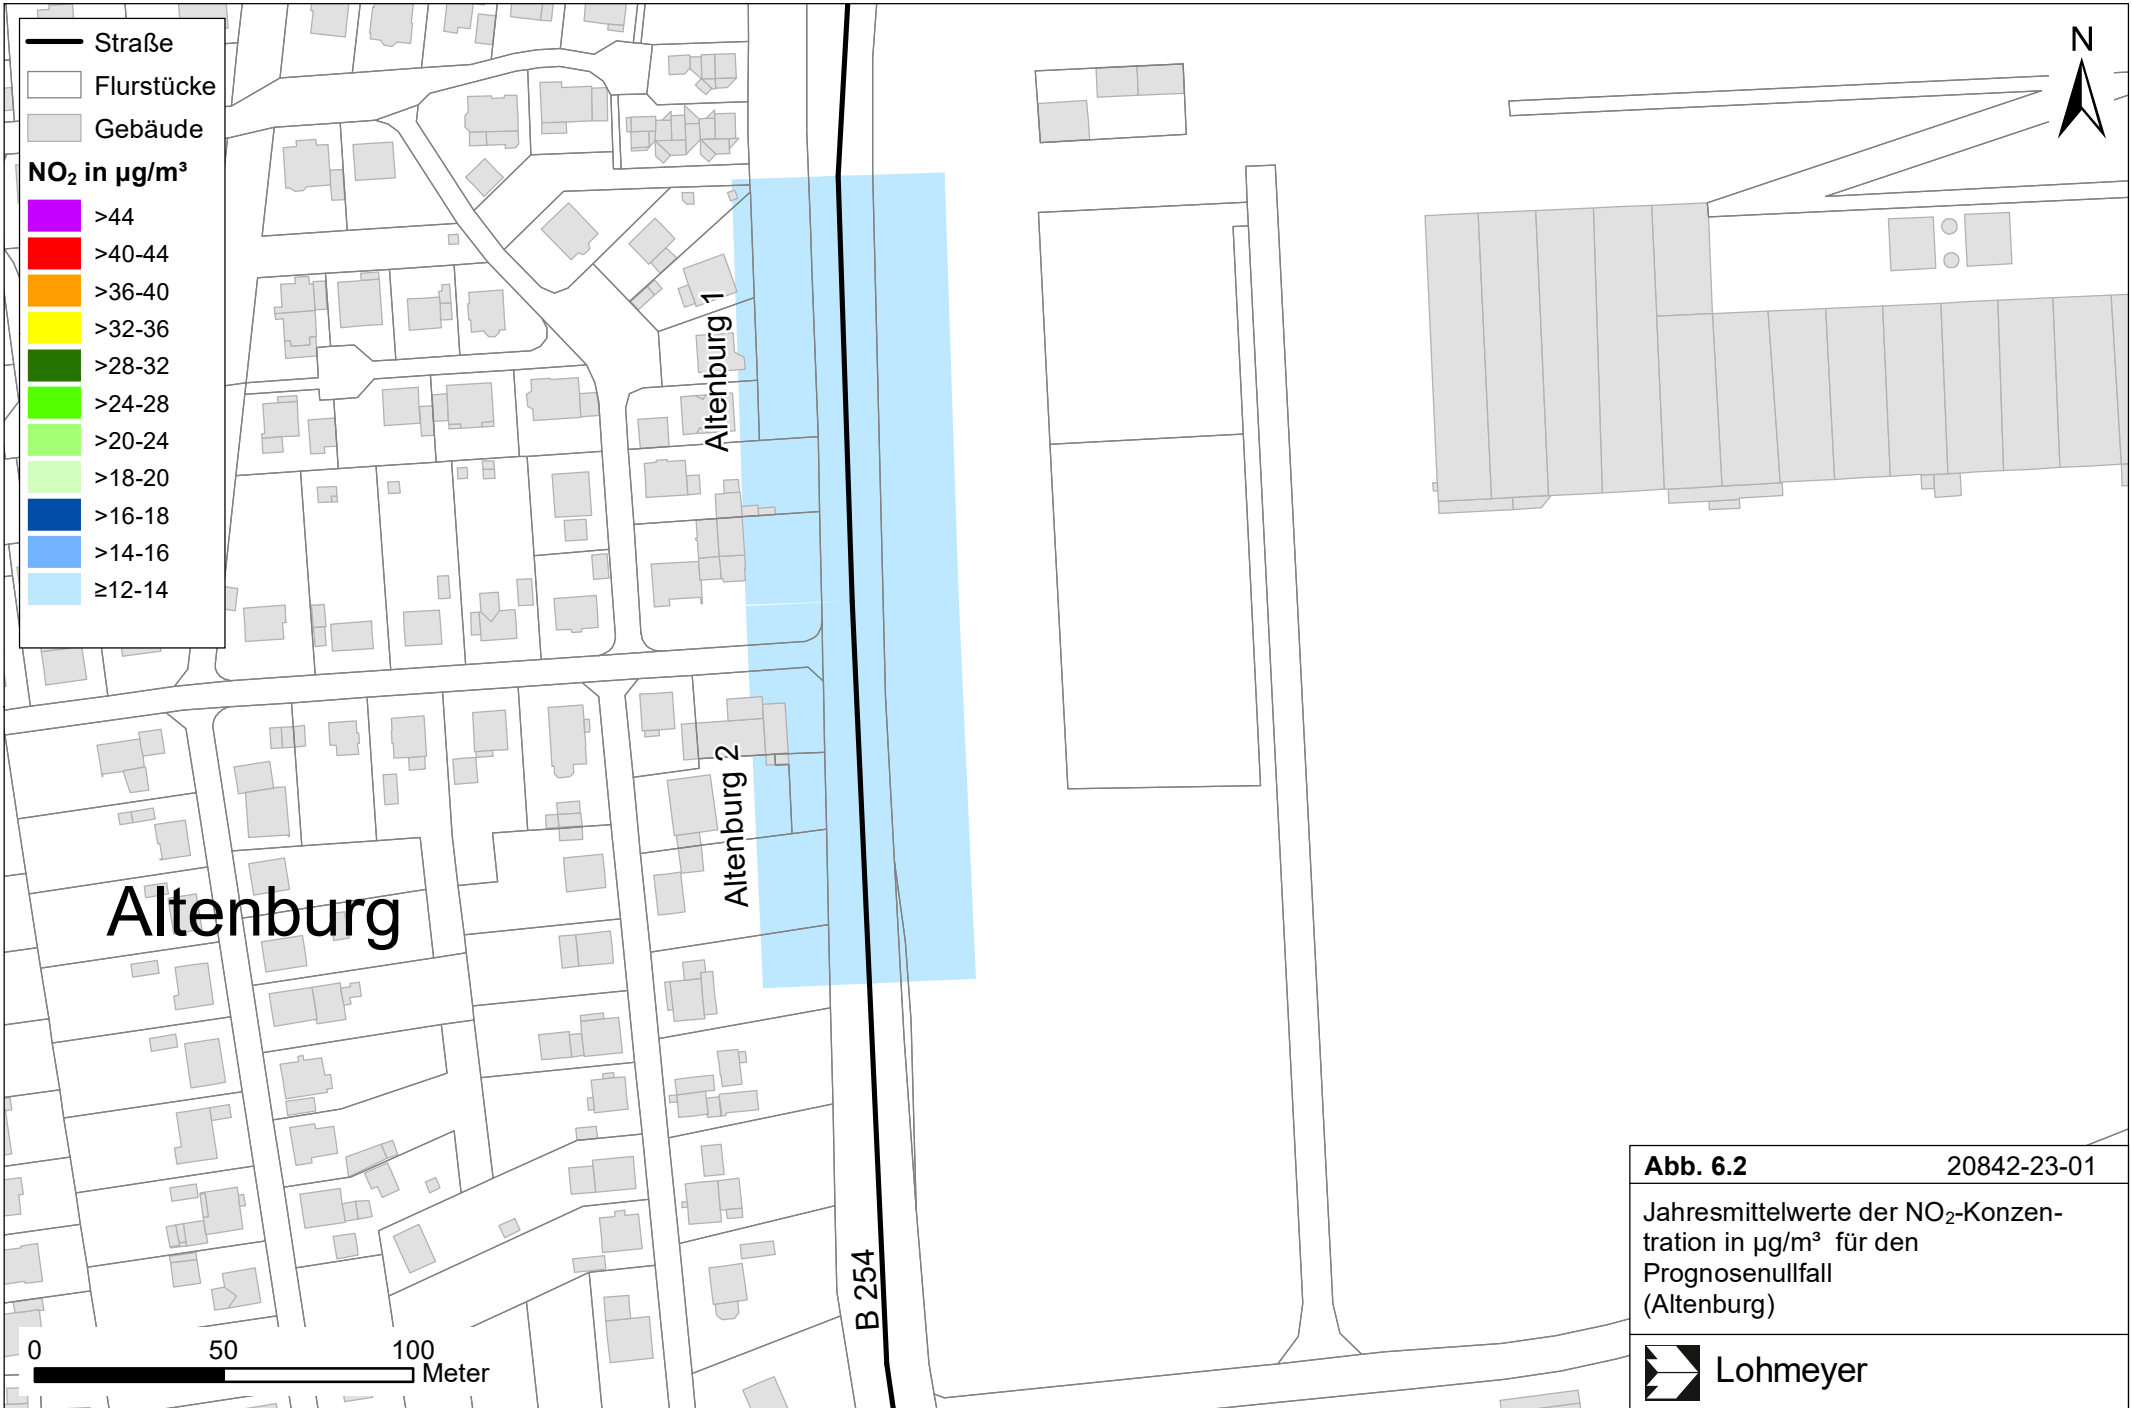 Straße
Flurstücke
Gebäude
NO₂ in µg/m³
>44
>40-44
>36-40
>32-36
>28-32
>24-28
>20-24
>18-20
>16-18
>14-16
≥12-14
N
Altenburg 1
Altenburg 2
Altenburg
B 254
0 50 100
Meter
Abb. 6.2 20842-23-01
Jahresmittelwerte der NO₂-Konzen-
tration in µg/m³ für den
Prognosenullfall
(Altenburg)
Lohmeyer